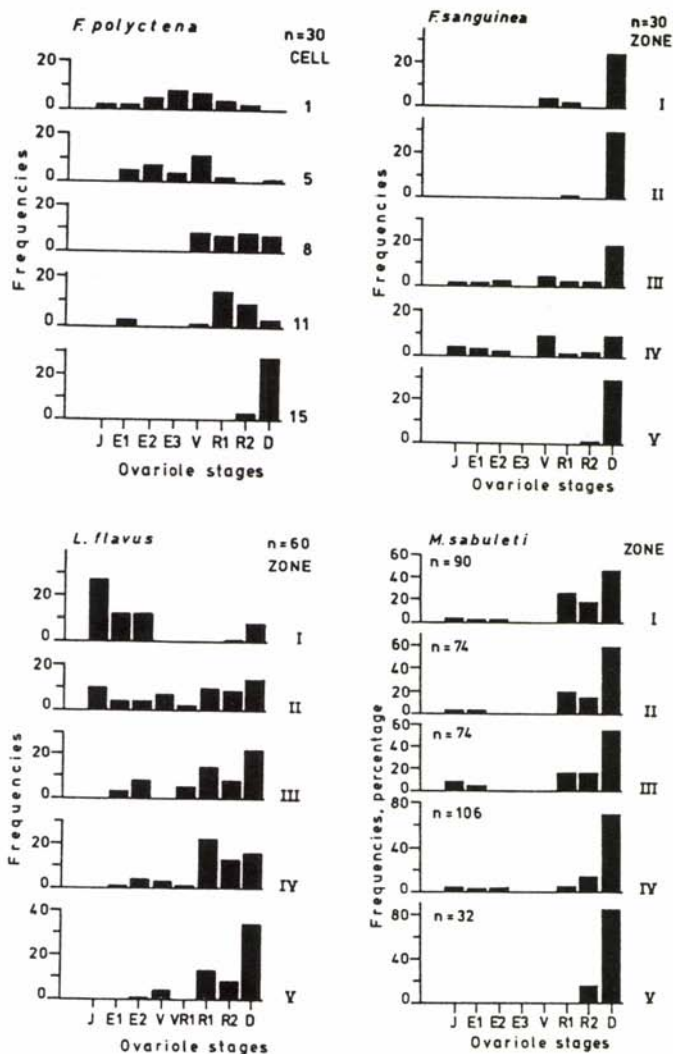 F. polyctena
n=30
CELL
20
0
1
20
0
5
20
0
8
20
0
11
20
0
15
Frequencies
J E1 E2 E3 V R1 R2 D
Ovariole stages
F. sanguinea
n=30
ZONE
20
0
I
20
0
II
20
0
III
20
0
IV
20
0
V
Frequencies
J E1 E2 E3 V R1 R2 D
Ovariole stages
L. flavus
n=60
ZONE
20
0
I
20
0
II
20
0
III
20
0
IV
40
20
0
V
Frequencies
J E1 E2 V VR1 R1 R2 D
Ovariole stages
M. sabuleti
ZONE
60
40
20
0
n=90
I
40
20
0
n=74
II
40
20
0
n=74
III
80
40
0
n=106
IV
80
40
0
n=32
V
Frequencies, percentage
J E1 E2 E3 V R1 R2 D
Ovariole stages